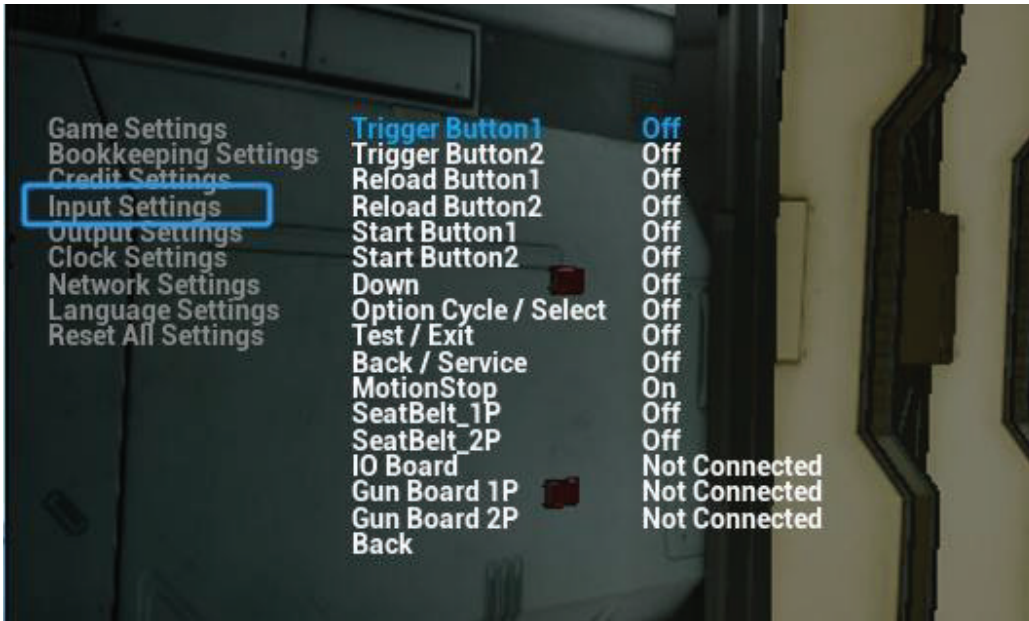 Game Settings
Bookkeeping Settings
Credit Settings
Input Settings
Output Settings
Clock Settings
Network Settings
Language Settings
Reset All Settings
Trigger Button1 Off
Trigger Button2 Off
Reload Button1 Off
Reload Button2 Off
Start Button1 Off
Start Button2 Off
Down Off
Option Cycle / Select Off
Test / Exit Off
Back / Service Off
MotionStop On
SeatBelt_1P Off
SeatBelt_2P Off
IO Board Not Connected
Gun Board 1P Not Connected
Gun Board 2P Not Connected
Back